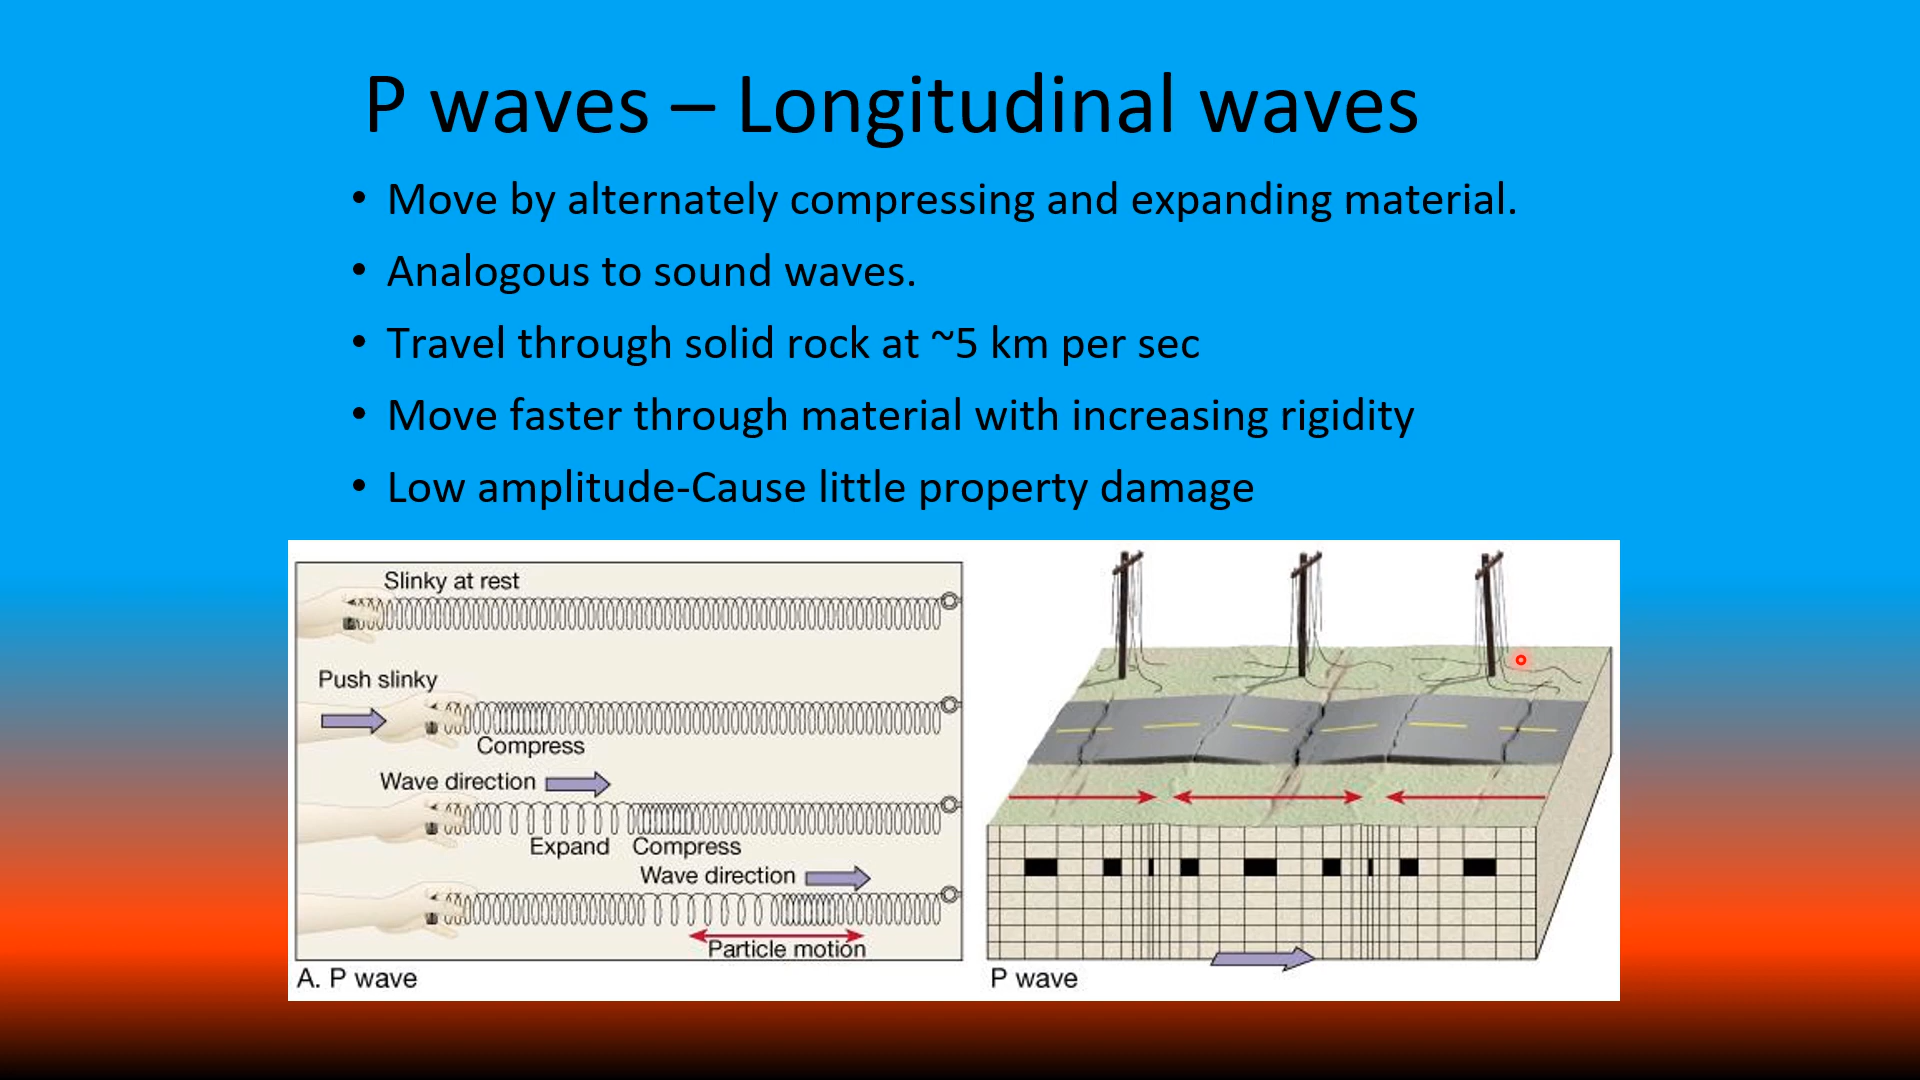 P waves – Longitudinal waves
• Move by alternately compressing and expanding material.
• Analogous to sound waves.
• Travel through solid rock at ~5 km per sec
• Move faster through material with increasing rigidity
• Low amplitude-Cause little property damage
Slinky at rest
Push slinky
Compress
Wave direction
Expand Compress
Wave direction
Particle motion
A. P wave
P wave